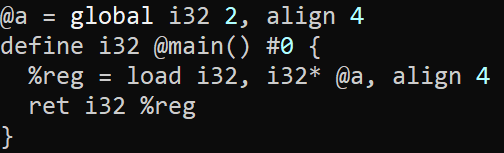 @a = global i32 2, align 4
define i32 @main() #0 {
  %reg = load i32, i32* @a, align 4
  ret i32 %reg
}